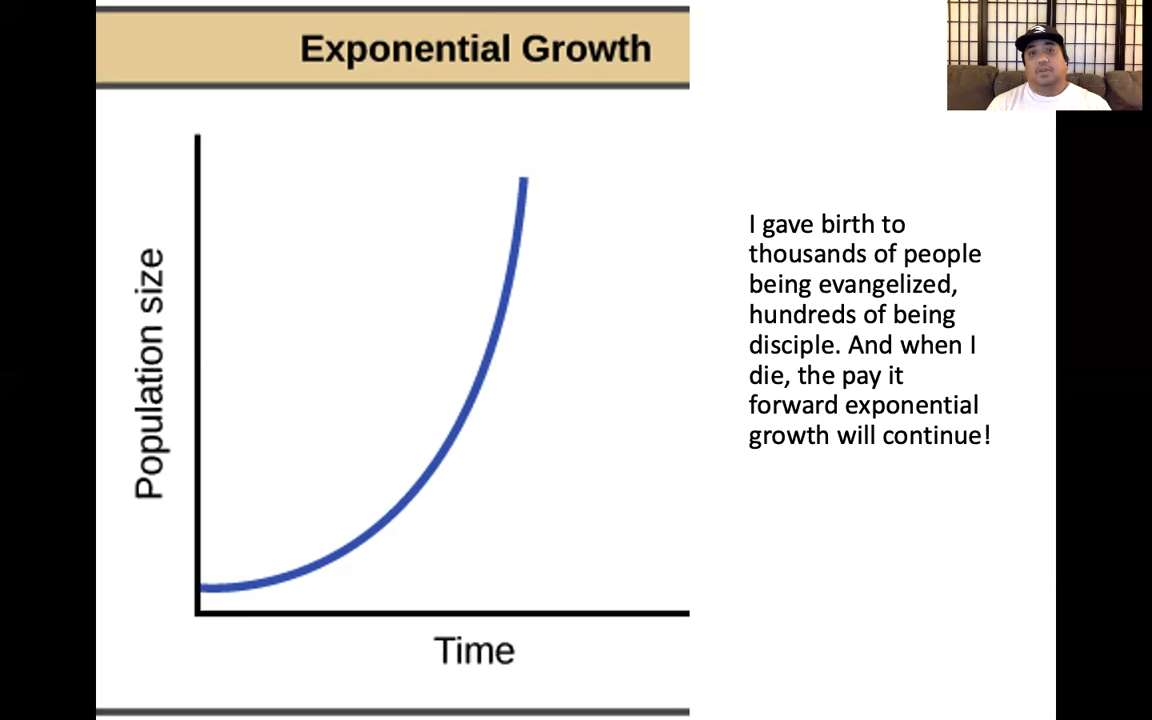 Exponential Growth
Population size
Time
I gave birth to
thousands of people
being evangelized,
hundreds of being
disciple. And when I
die, the pay it
forward exponential
growth will continue!